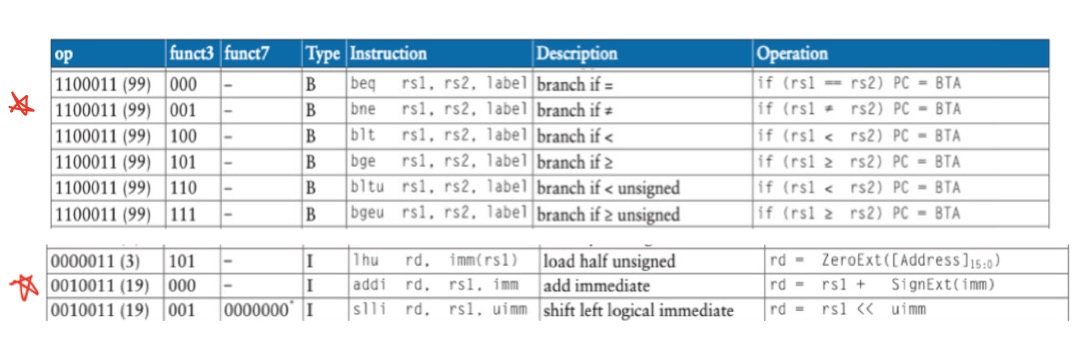 op funct3 funct7 Type Instruction Description Operation
1100011 (99) 000 – B beq rs1, rs2, label branch if = if (rs1 == rs2) PC = BTA
1100011 (99) 001 – B bne rs1, rs2, label branch if ≠ if (rs1 ≠ rs2) PC = BTA
1100011 (99) 100 – B blt rs1, rs2, label branch if < if (rs1 < rs2) PC = BTA
1100011 (99) 101 – B bge rs1, rs2, label branch if ≥ if (rs1 ≥ rs2) PC = BTA
1100011 (99) 110 – B bltu rs1, rs2, label branch if < unsigned if (rs1 < rs2) PC = BTA
1100011 (99) 111 – B bgeu rs1, rs2, label branch if ≥ unsigned if (rs1 ≥ rs2) PC = BTA
0000011 (3) 101 – I lhu rd, imm(rs1) load half unsigned rd = ZeroExt([Address]15:0)
0010011 (19) 000 – I addi rd, rs1, imm add immediate rd = rs1 + SignExt(imm)
0010011 (19) 001 0000000* I slli rd, rs1, uimm shift left logical immediate rd = rs1 << uimm